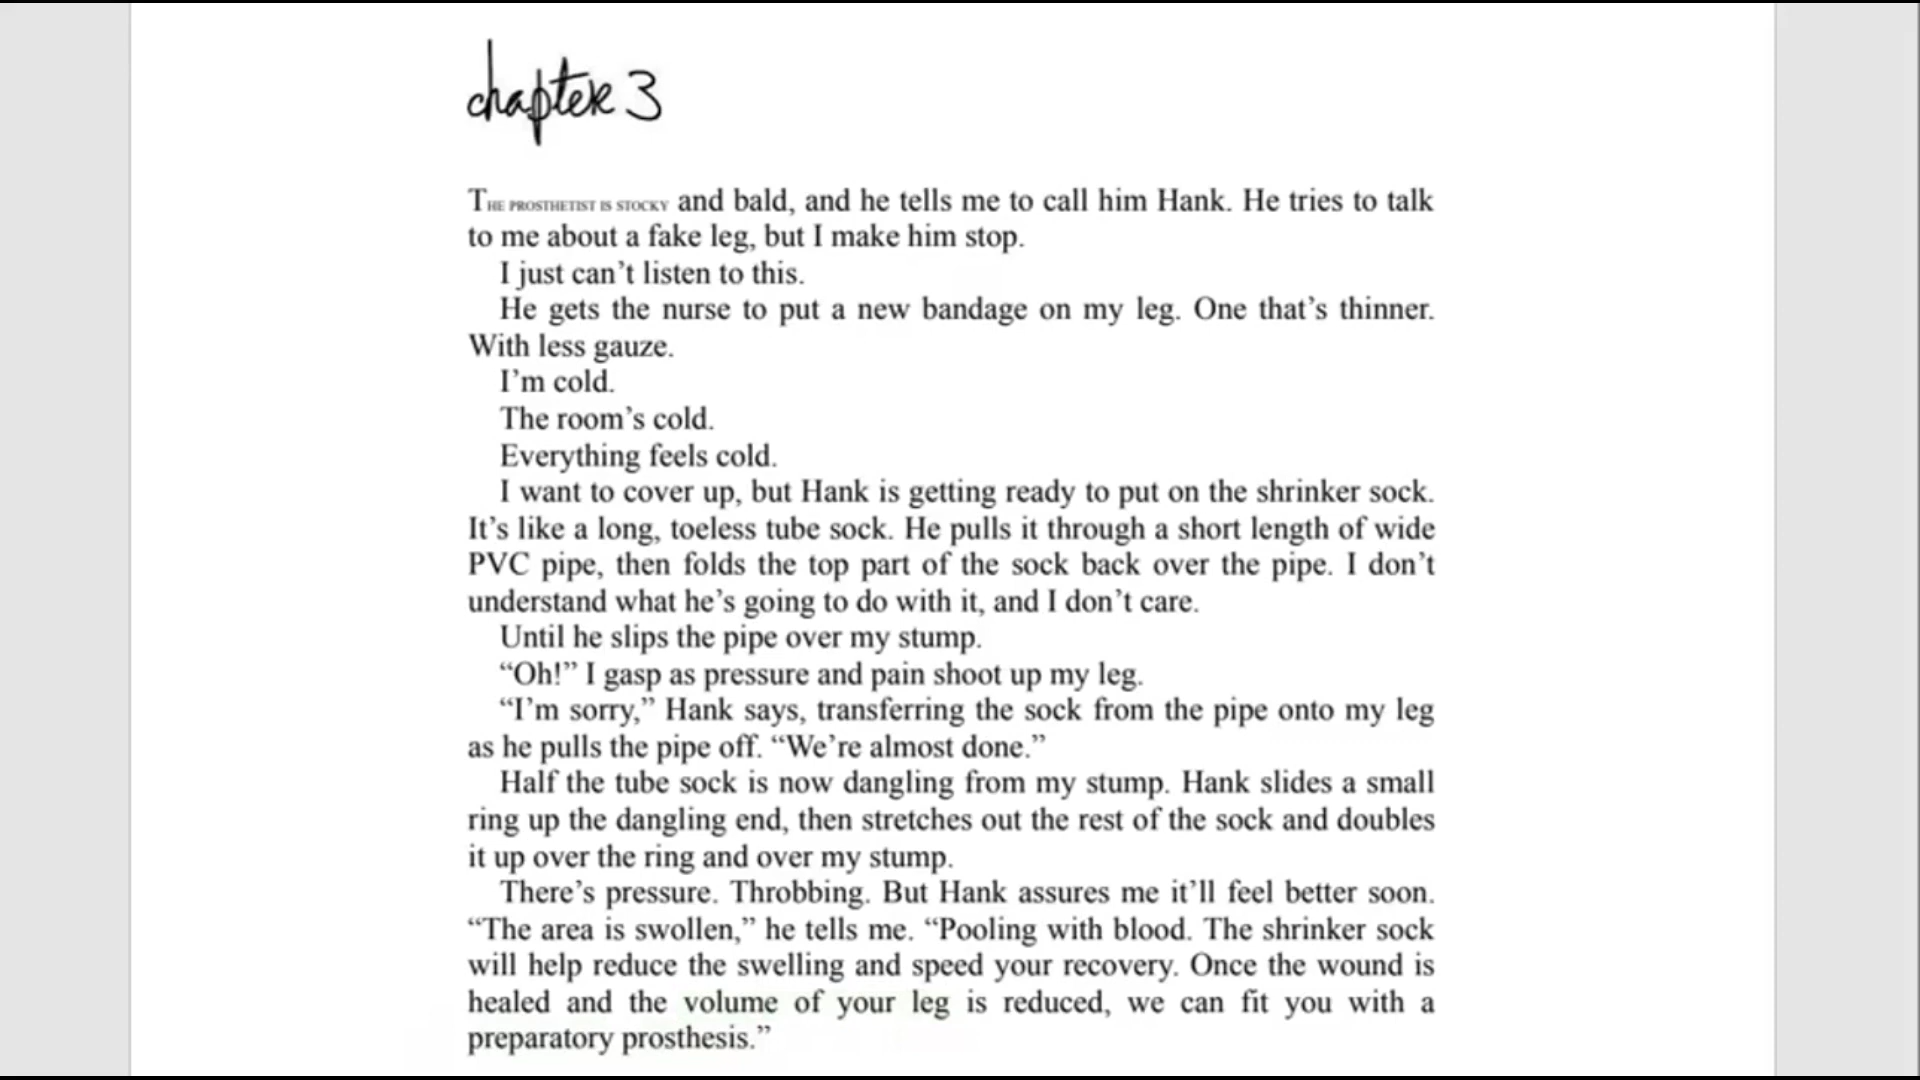 chapter 3
THE PROSTHETIST IS STOCKY and bald, and he tells me to call him Hank. He tries to talk
to me about a fake leg, but I make him stop.
I just can’t listen to this.
He gets the nurse to put a new bandage on my leg. One that’s thinner.
With less gauze.
I’m cold.
The room’s cold.
Everything feels cold.
I want to cover up, but Hank is getting ready to put on the shrinker sock.
It’s like a long, toeless tube sock. He pulls it through a short length of wide
PVC pipe, then folds the top part of the sock back over the pipe. I don’t
understand what he’s going to do with it, and I don’t care.
Until he slips the pipe over my stump.
“Oh!” I gasp as pressure and pain shoot up my leg.
“I’m sorry,” Hank says, transferring the sock from the pipe onto my leg
as he pulls the pipe off. “We’re almost done.”
Half the tube sock is now dangling from my stump. Hank slides a small
ring up the dangling end, then stretches out the rest of the sock and doubles
it up over the ring and over my stump.
There’s pressure. Throbbing. But Hank assures me it’ll feel better soon.
“The area is swollen,” he tells me. “Pooling with blood. The shrinker sock
will help reduce the swelling and speed your recovery. Once the wound is
healed and the volume of your leg is reduced, we can fit you with a
preparatory prosthesis.”